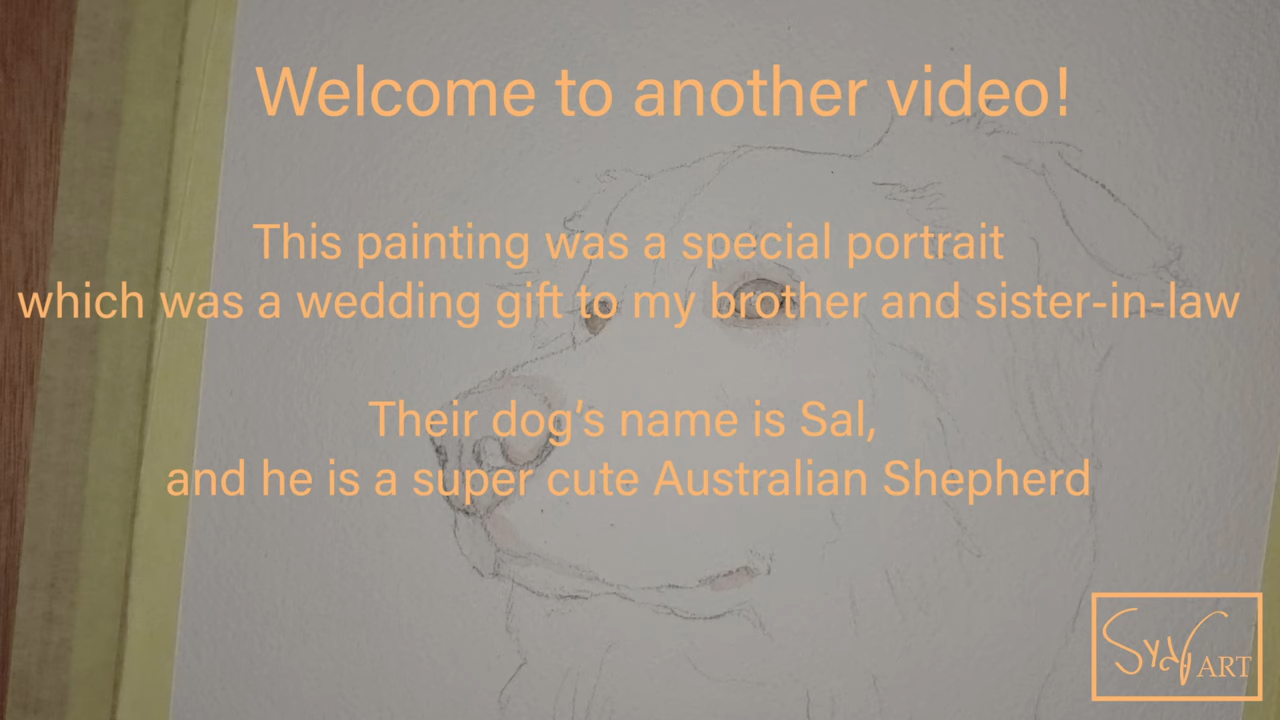 Welcome to another video!
This painting was a special portrait
which was a wedding gift to my brother and sister-in-law
Their dog's name is Sal,
and he is a super cute Australian Shepherd
ART